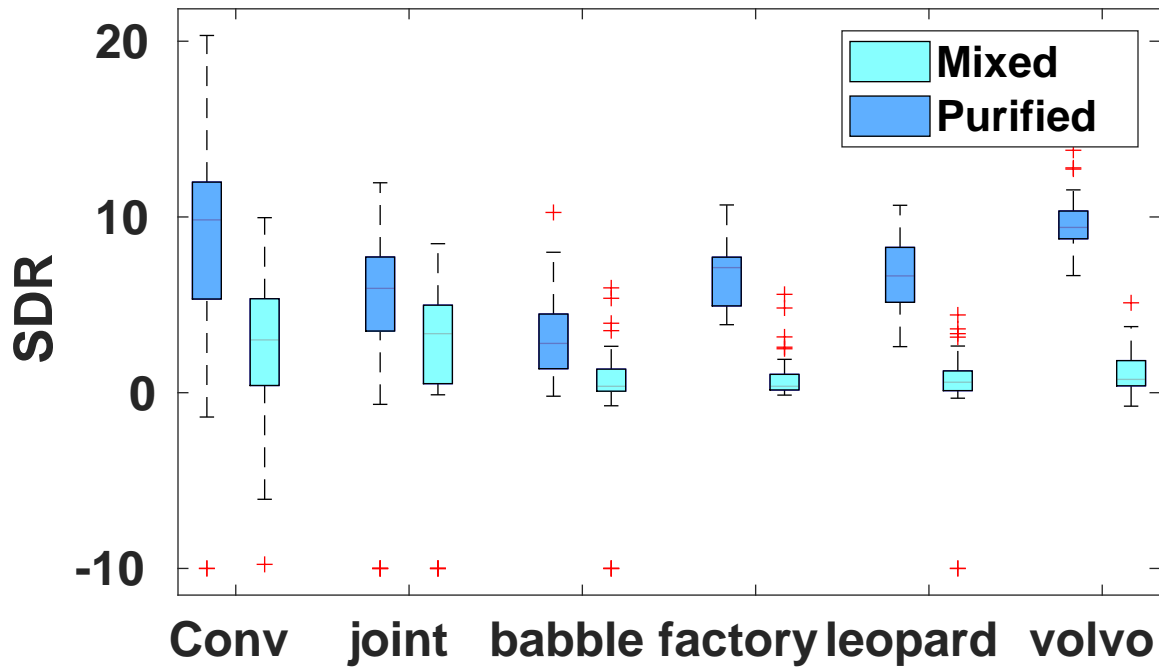 20
10
0
-10
SDR
Mixed
Purified
Conv joint babble factory leopard volvo